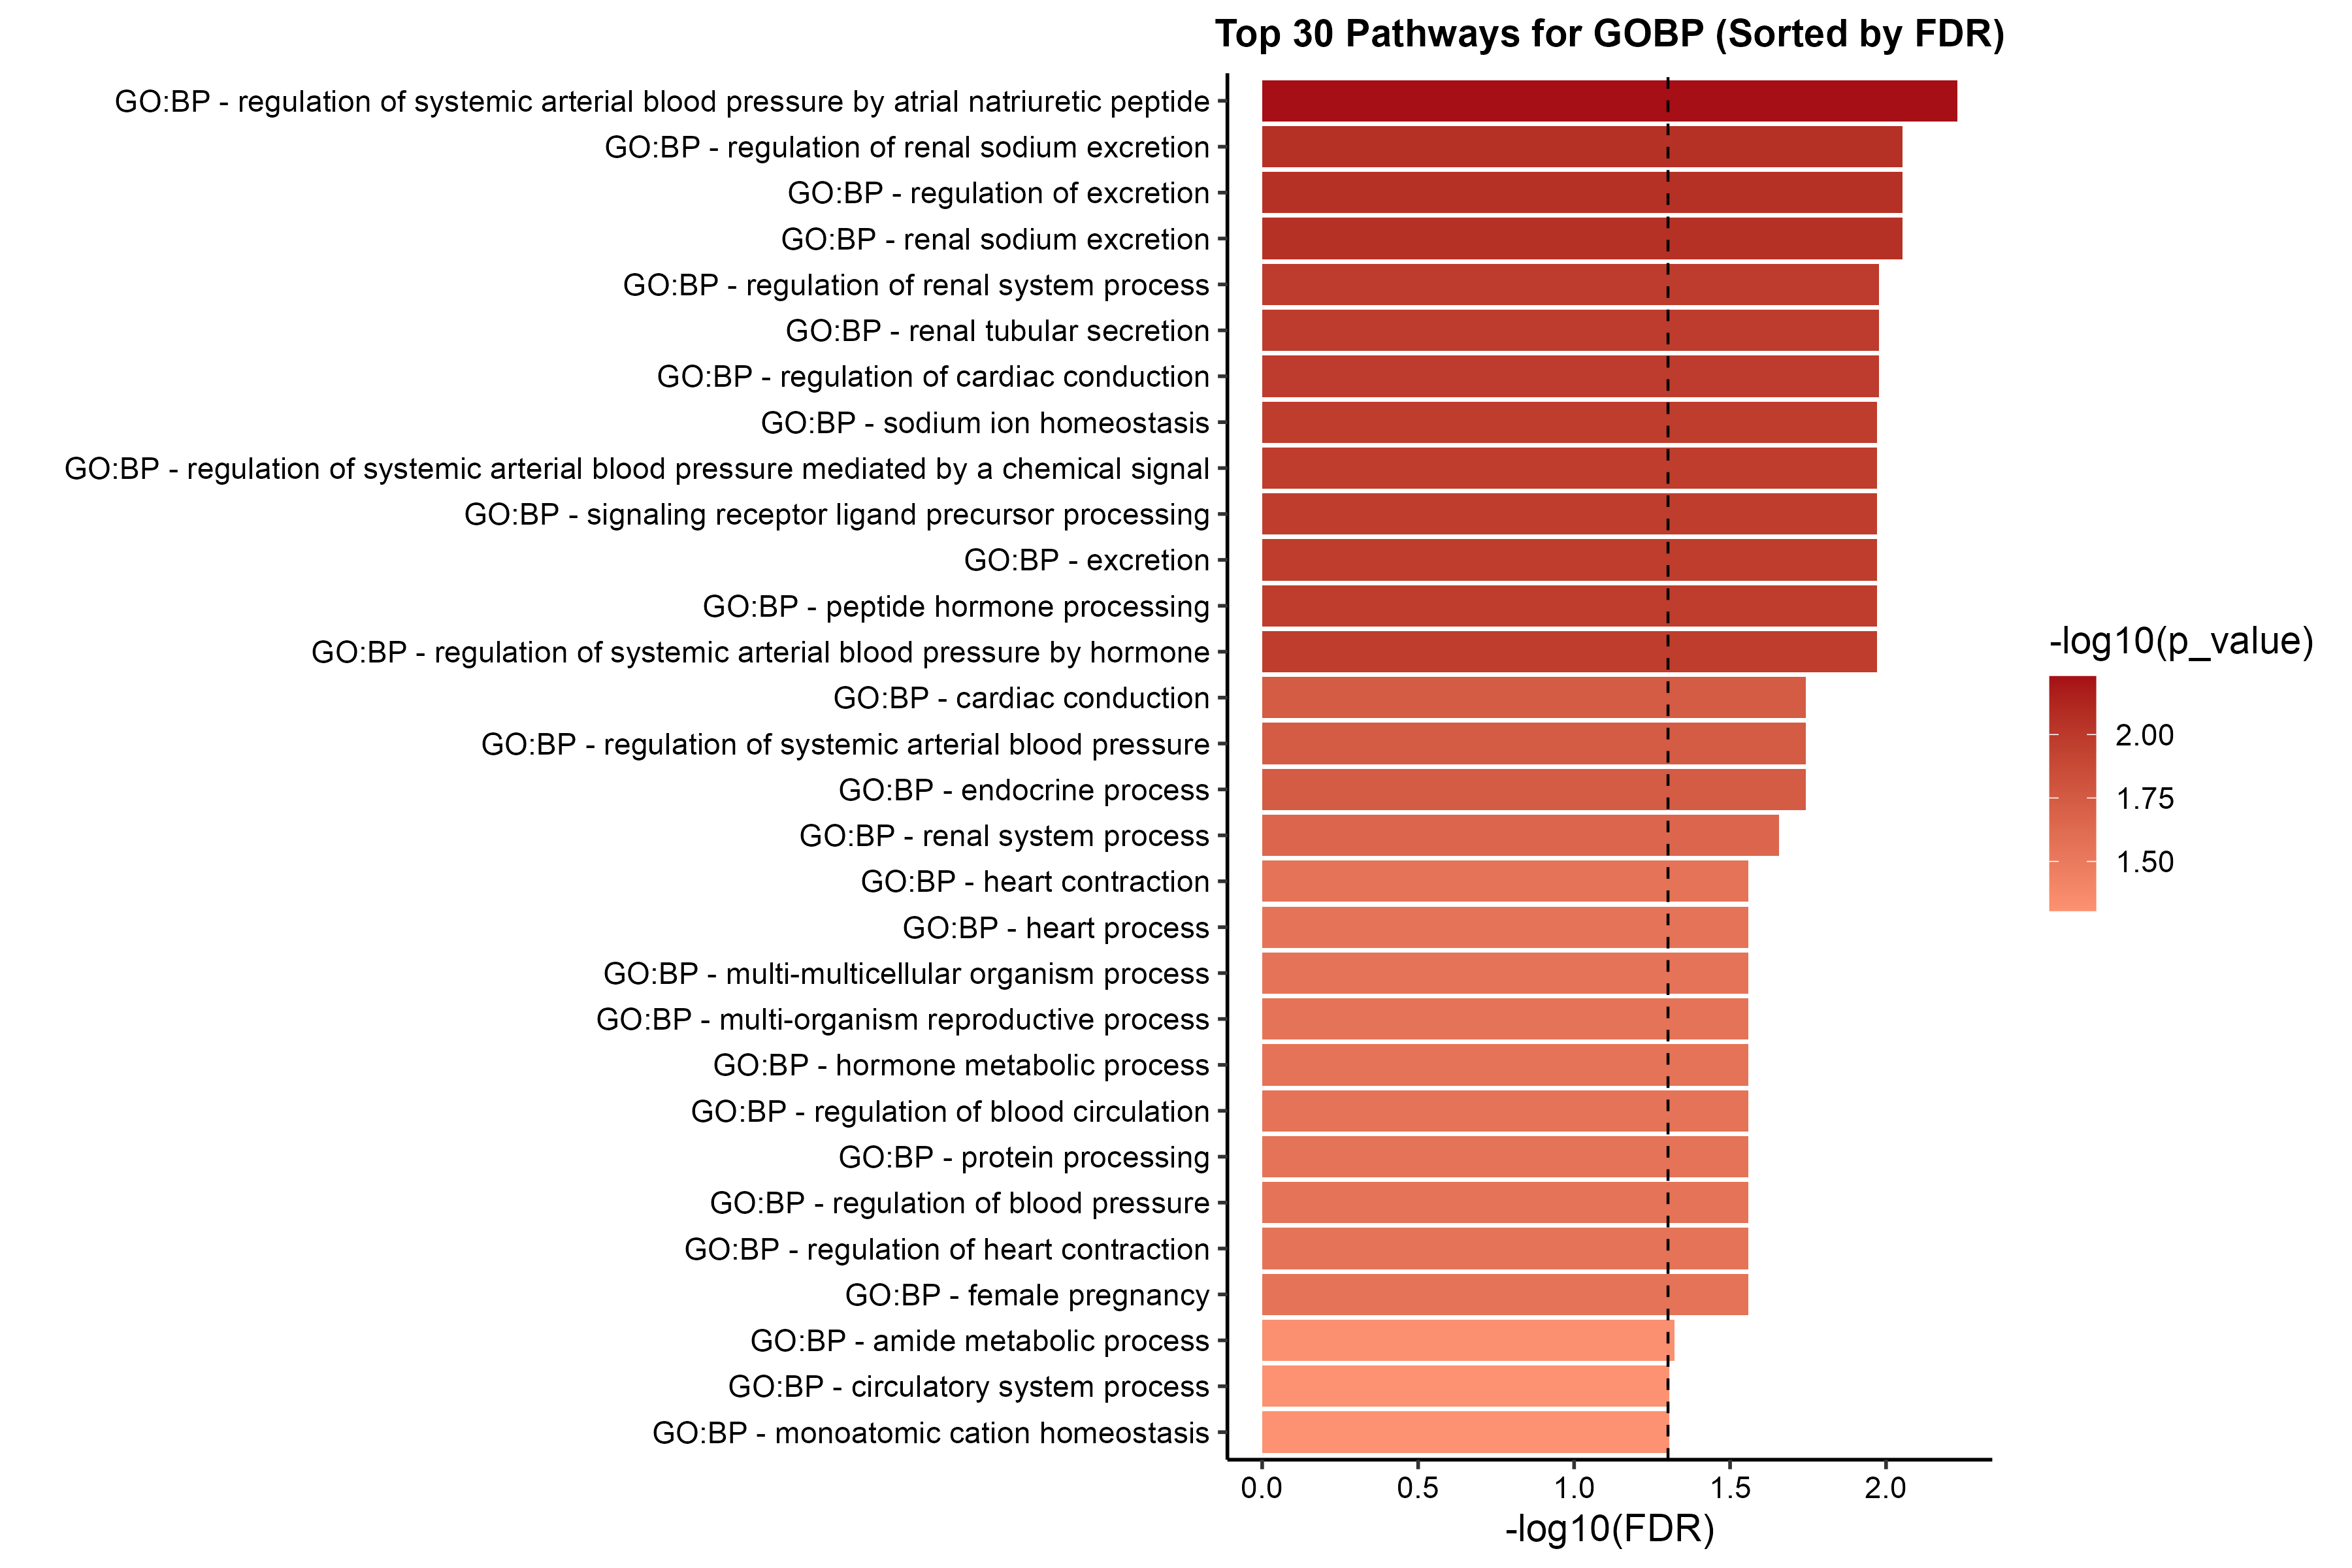 Top 30 Pathways for GOBP (Sorted by FDR)
GO:BP - regulation of systemic arterial blood pressure by atrial natriuretic peptide
GO:BP - regulation of renal sodium excretion
GO:BP - regulation of excretion
GO:BP - renal sodium excretion
GO:BP - regulation of renal system process
GO:BP - renal tubular secretion
GO:BP - regulation of cardiac conduction
GO:BP - sodium ion homeostasis
GO:BP - regulation of systemic arterial blood pressure mediated by a chemical signal
GO:BP - signaling receptor ligand precursor processing
GO:BP - excretion
GO:BP - peptide hormone processing
GO:BP - regulation of systemic arterial blood pressure by hormone
GO:BP - cardiac conduction
GO:BP - regulation of systemic arterial blood pressure
GO:BP - endocrine process
GO:BP - renal system process
GO:BP - heart contraction
GO:BP - heart process
GO:BP - multi-multicellular organism process
GO:BP - multi-organism reproductive process
GO:BP - hormone metabolic process
GO:BP - regulation of blood circulation
GO:BP - protein processing
GO:BP - regulation of blood pressure
GO:BP - regulation of heart contraction
GO:BP - female pregnancy
GO:BP - amide metabolic process
GO:BP - circulatory system process
GO:BP - monoatomic cation homeostasis
0.0 0.5 1.0 1.5 2.0
-log10(FDR)
-log10(p_value)
2.00
1.75
1.50